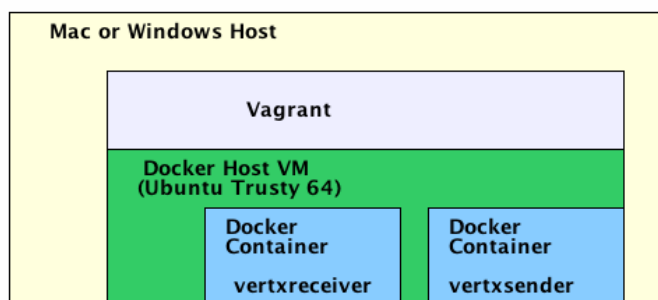 Mac or Windows Host
Vagrant
Docker Host VM
(Ubuntu Trusty 64)
Docker
Container
vertxreceiver
Docker
Container
vertxsender